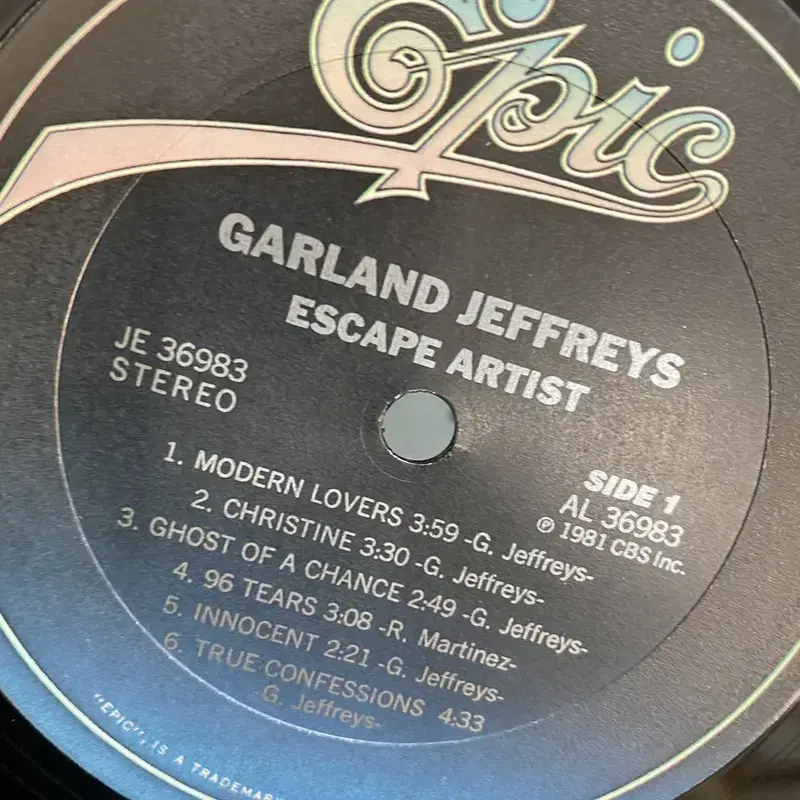 Epic
GARLAND JEFFREYS
ESCAPE ARTIST
JE 36983
STEREO
SIDE 1
AL 36983
℗ 1981 CBS Inc.
1. MODERN LOVERS 3:59 -G. Jeffreys-
2. CHRISTINE 3:30 -G. Jeffreys-
3. GHOST OF A CHANCE 2:49 -G. Jeffreys-
4. 96 TEARS 3:08 -R. Martinez-
5. INNOCENT 2:21 -G. Jeffreys-
6. TRUE CONFESSIONS 4:33
G. Jeffreys-
"EPIC", IS A TRADEMAR